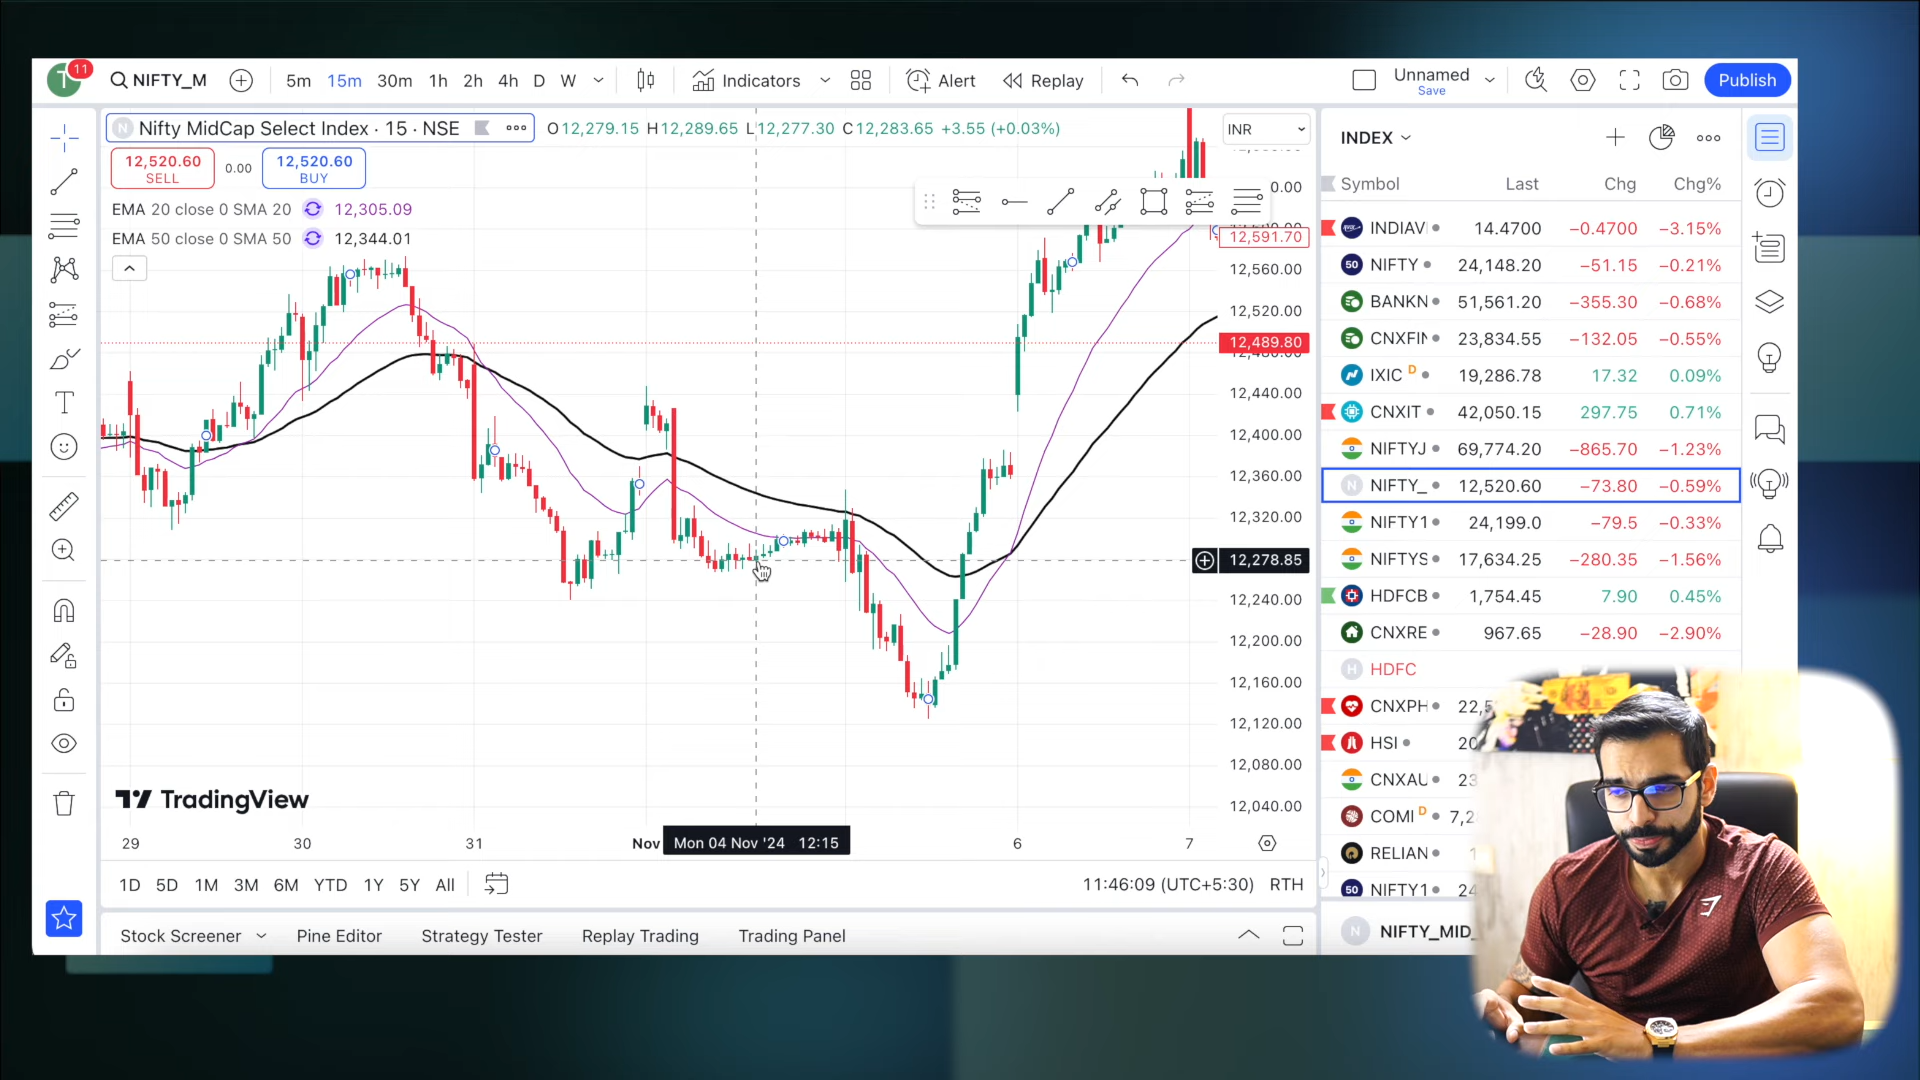 T 11 NIFTY_M 5m 15m 30m 1h 2h 4h D W Indicators Alert Replay Unnamed Save Publish
N Nifty MidCap Select Index · 15 · NSE O12,279.15 H12,289.65 L12,277.30 C12,283.65 +3.55 (+0.03%) INR
12,520.60 SELL 0.00 12,520.60 BUY
EMA 20 close 0 SMA 20 12,305.09
EMA 50 close 0 SMA 50 12,344.01
12,591.70
12,560.00
12,520.00
12,489.80
12,440.00
12,400.00
12,360.00
12,320.00
12,278.85
12,240.00
12,200.00
12,160.00
12,120.00
12,080.00
12,040.00
TradingView
29 30 31 Nov Mon 04 Nov '24 12:15 6 7
1D 5D 1M 3M 6M YTD 1Y 5Y All 11:46:09 (UTC+5:30) RTH
Stock Screener Pine Editor Strategy Tester Replay Trading Trading Panel
INDEX
Symbol Last Chg Chg%
INDIAV 14.4700 −0.4700 −3.15%
50 NIFTY 24,148.20 −51.15 −0.21%
BANKN 51,561.20 −355.30 −0.68%
CNXFIN 23,834.55 −132.05 −0.55%
IXIC D 19,286.78 17.32 0.09%
CNXIT 42,050.15 297.75 0.71%
NIFTYJ 69,774.20 −865.70 −1.23%
N NIFTY_ 12,520.60 −73.80 −0.59%
NIFTY1 24,199.0 −79.5 −0.33%
NIFTYS 17,634.25 −280.35 −1.56%
HDFCB 1,754.45 7.90 0.45%
CNXRE 967.65 −28.90 −2.90%
H HDFC
CNXPH 22,5
HSI 20
CNXAU 23
COMI D 7,2
RELIAN 1
50 NIFTY1 24
N NIFTY_MID_